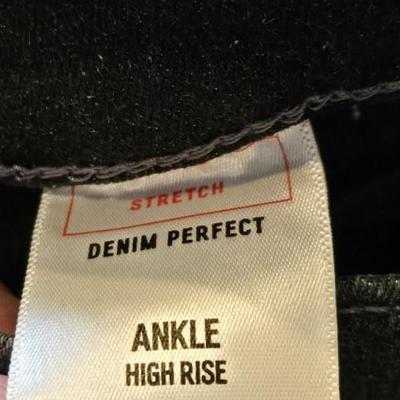 STRETCH
DENIM PERFECT
ANKLE
HIGH RISE